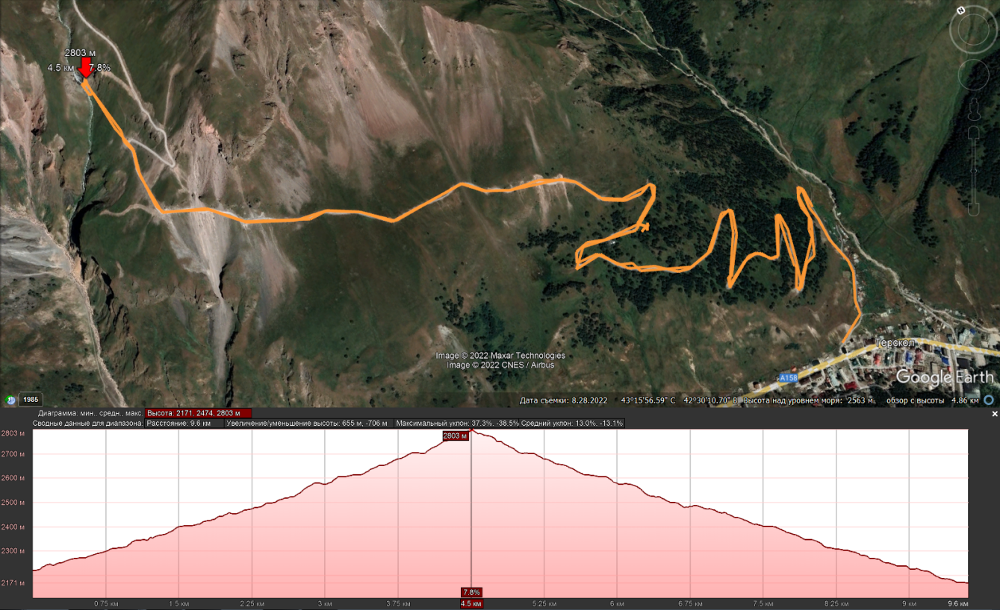 N
2803 м
4.5 км 7.8%
Терскол
Image © 2022 Maxar Technologies
Image © 2022 CNES / Airbus
A158
Google Earth
1985
Дата съемки: 8.28.2022 43°15'56.59" С 42°30'10.70" В Высота над уровнем моря: 2563 м обзор с высоты 4.86 км
Диаграмма: мин., средн., макс. Высота: 2171, 2474, 2803 м
Сводные данные для диапазона: Расстояние: 9.6 км Увеличение/уменьшение высоты: 655 м, -706 м Максимальный уклон: 37.3%, -38.5% Средний уклон: 13.0%, -13.1%
2803 м
2803 м
2700 м
2600 м
2500 м
2400 м
2300 м
2171 м
7.8%
0.75 км 1.5 км 2.25 км 3 км 3.75 км 4.5 км 5.25 км 6 км 6.75 км 7.5 км 8.25 км 9 км 9.6 км